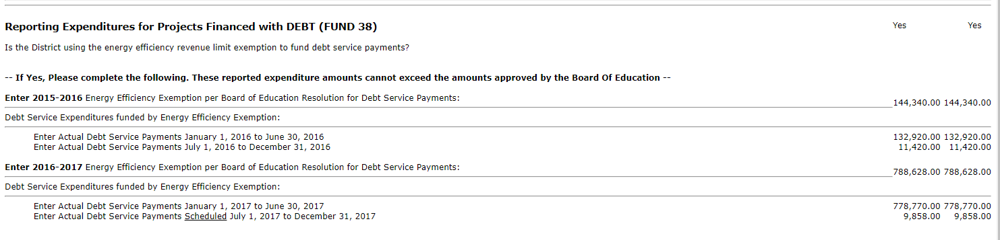 Reporting Expenditures for Projects Financed with DEBT (FUND 38) Yes Yes
Is the District using the energy efficiency revenue limit exemption to fund debt service payments?
-- If Yes, Please complete the following. These reported expenditure amounts cannot exceed the amounts approved by the Board Of Education --
Enter 2015-2016 Energy Efficiency Exemption per Board of Education Resolution for Debt Service Payments: 144,340.00 144,340.00
Debt Service Expenditures funded by Energy Efficiency Exemption:
Enter Actual Debt Service Payments January 1, 2016 to June 30, 2016 132,920.00 132,920.00
Enter Actual Debt Service Payments July 1, 2016 to December 31, 2016 11,420.00 11,420.00
Enter 2016-2017 Energy Efficiency Exemption per Board of Education Resolution for Debt Service Payments: 788,628.00 788,628.00
Debt Service Expenditures funded by Energy Efficiency Exemption:
Enter Actual Debt Service Payments January 1, 2017 to June 30, 2017 778,770.00 778,770.00
Enter Actual Debt Service Payments Scheduled July 1, 2017 to December 31, 2017 9,858.00 9,858.00